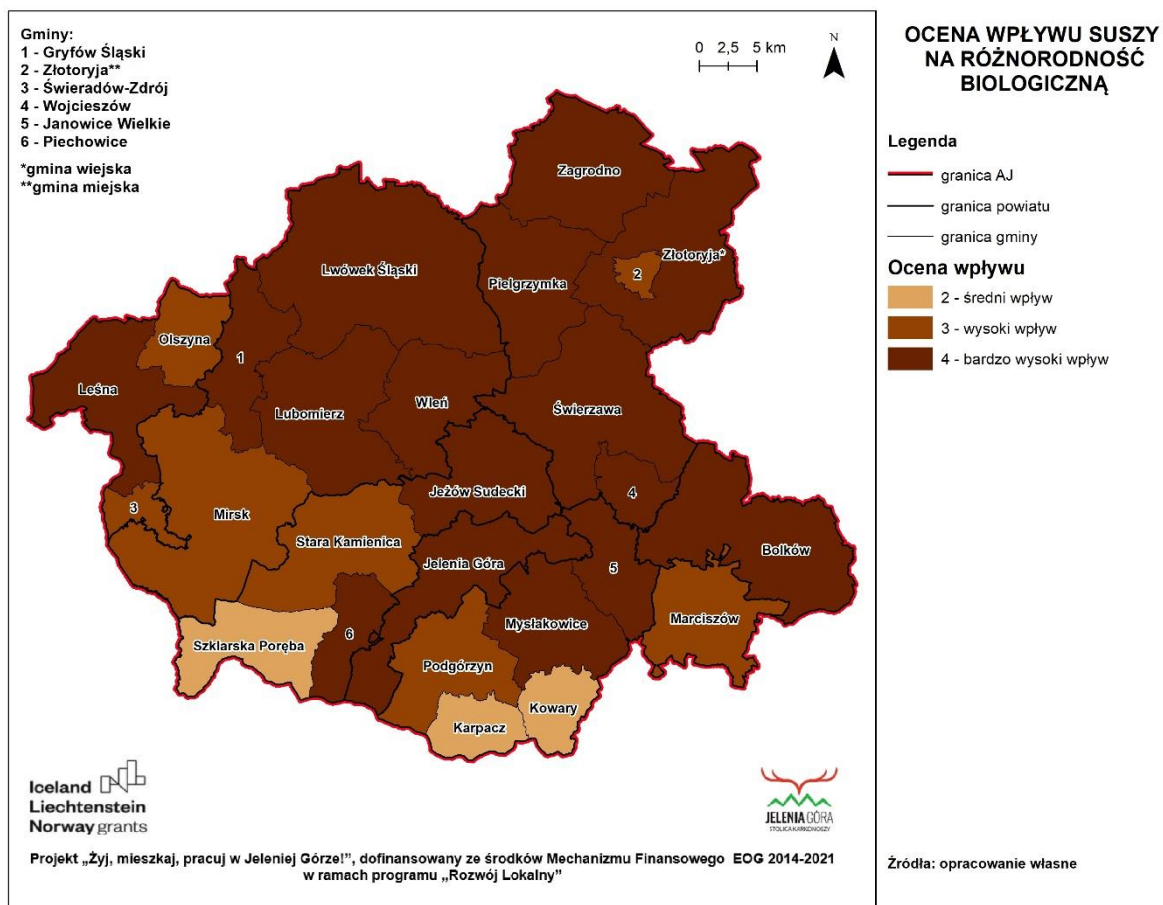 Gminy:
1 - Gryfów Śląski
2 - Złotoryja**
3 - Świeradów-Zdrój
4 - Wojcieszów
5 - Janowice Wielkie
6 - Piechowice
*gmina wiejska
**gmina miejska
0 2,5 5 km
N
Zagrodno
Złotoryja*
2
Lwówek Śląski
Pielgrzymka
Olszyna
1
Leśna
Lubomierz
Wleń
Świerzawa
3
Mirsk
Jeżów Sudecki
4
Stara Kamienica
Jelenia Góra
5
Bolków
Szklarska Poręba
6
Mysłakowice
Marciszów
Podgórzyn
Kowary
Karpacz
Iceland
Liechtenstein
Norway grants
JELENIA GÓRA
STOLICA KARKONOSZY
Projekt „Żyj, mieszkaj, pracuj w Jeleniej Górze!”, dofinansowany ze środków Mechanizmu Finansowego EOG 2014-2021
w ramach programu „Rozwój Lokalny”
OCENA WPŁYWU SUSZY
NA RÓŻNORODNOŚĆ
BIOLOGICZNĄ
Legenda
granica AJ
granica powiatu
granica gminy
Ocena wpływu
2 - średni wpływ
3 - wysoki wpływ
4 - bardzo wysoki wpływ
Źródła: opracowanie własne